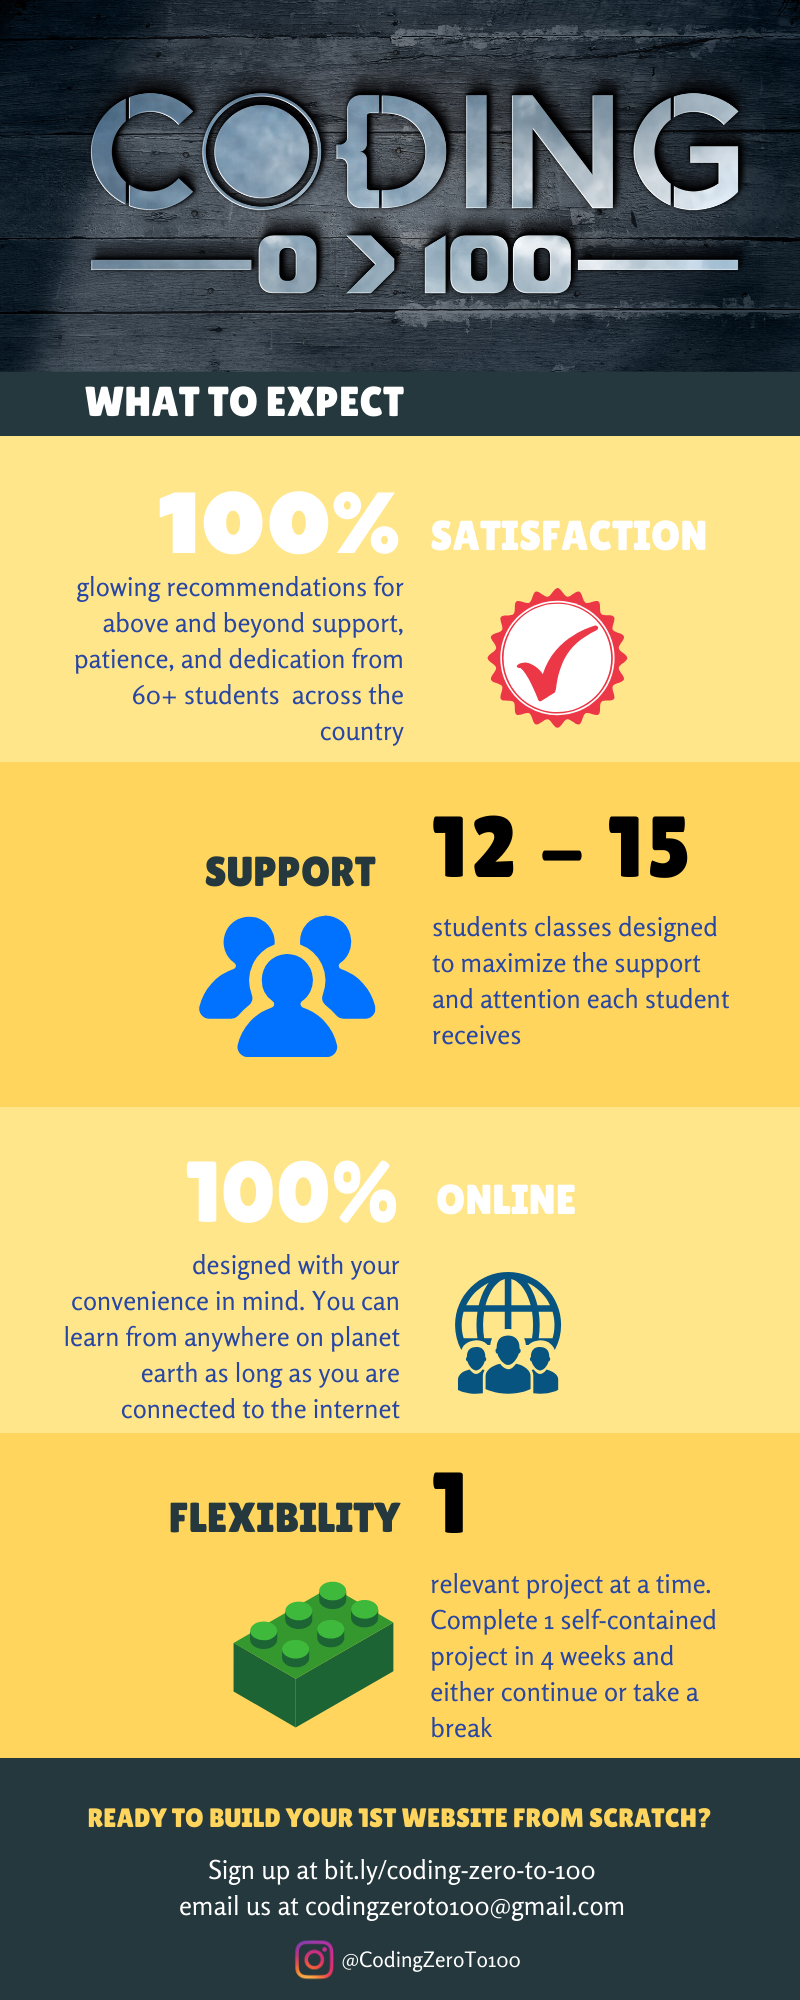 CODING
0 > 100
WHAT TO EXPECT
100% SATISFACTION
glowing recommendations for
above and beyond support,
patience, and dedication from
60+ students  across the
country
SUPPORT
12 – 15
students classes designed
to maximize the support
and attention each student
receives
100% ONLINE
designed with your
convenience in mind. You can
learn from anywhere on planet
earth as long as you are
connected to the internet
FLEXIBILITY
1
relevant project at a time.
Complete 1 self-contained
project in 4 weeks and
either continue or take a
break
READY TO BUILD YOUR 1ST WEBSITE FROM SCRATCH?
Sign up at bit.ly/coding-zero-to-100
email us at codingzeroto100@gmail.com
@CodingZeroTo100